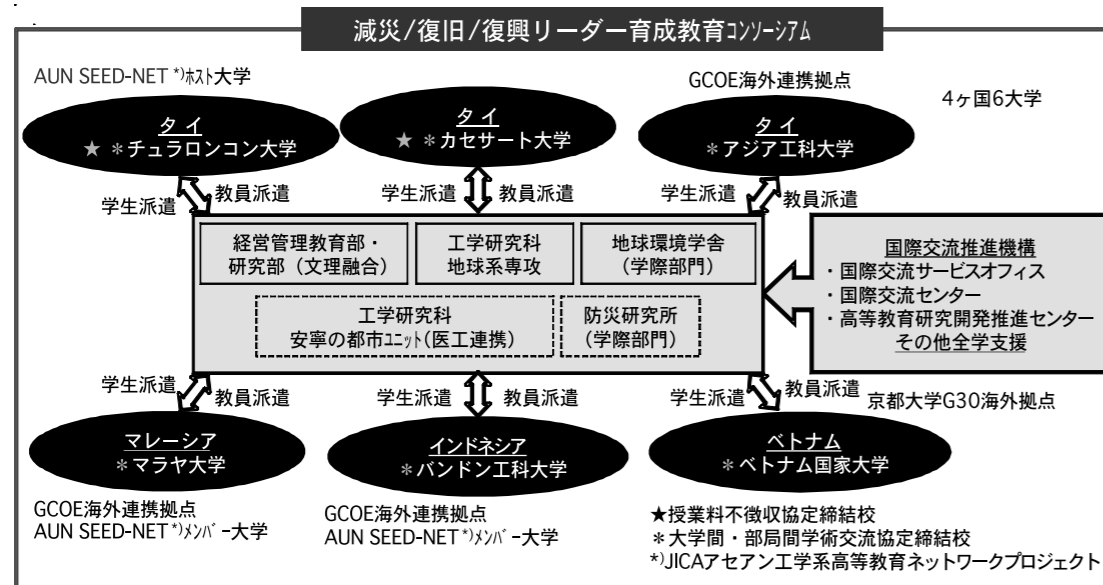 減災/復旧/復興リーダー育成教育コンソーシアム
AUN SEED-NET *)ホスト大学
GCOE海外連携拠点
4ヶ国6大学
タイ
★ *チュラロンコン大学
タイ
★ *カセサート大学
タイ
*アジア工科大学
学生派遣
教員派遣
学生派遣
教員派遣
学生派遣
教員派遣
経営管理教育部・
研究部(文理融合)
工学研究科
地球系専攻
地球環境学舎
(学際部門)
工学研究科
安寧の都市ユニット(医工連携)
防災研究所
(学際部門)
国際交流推進機構
・国際交流サービスオフィス
・国際交流センター
・高等教育研究開発推進センター
その他全学支援
学生派遣
教員派遣
学生派遣
教員派遣
学生派遣
教員派遣
京都大学G30海外拠点
マレーシア
*マラヤ大学
インドネシア
*バンドン工科大学
ベトナム
*ベトナム国家大学
GCOE海外連携拠点
AUN SEED-NET *)メンバー大学
GCOE海外連携拠点
AUN SEED-NET *)メンバー大学
★授業料不徴収協定締結校
*大学間・部局間学術交流協定締結校
*)JICAアセアン工学系高等教育ネットワークプロジェクト